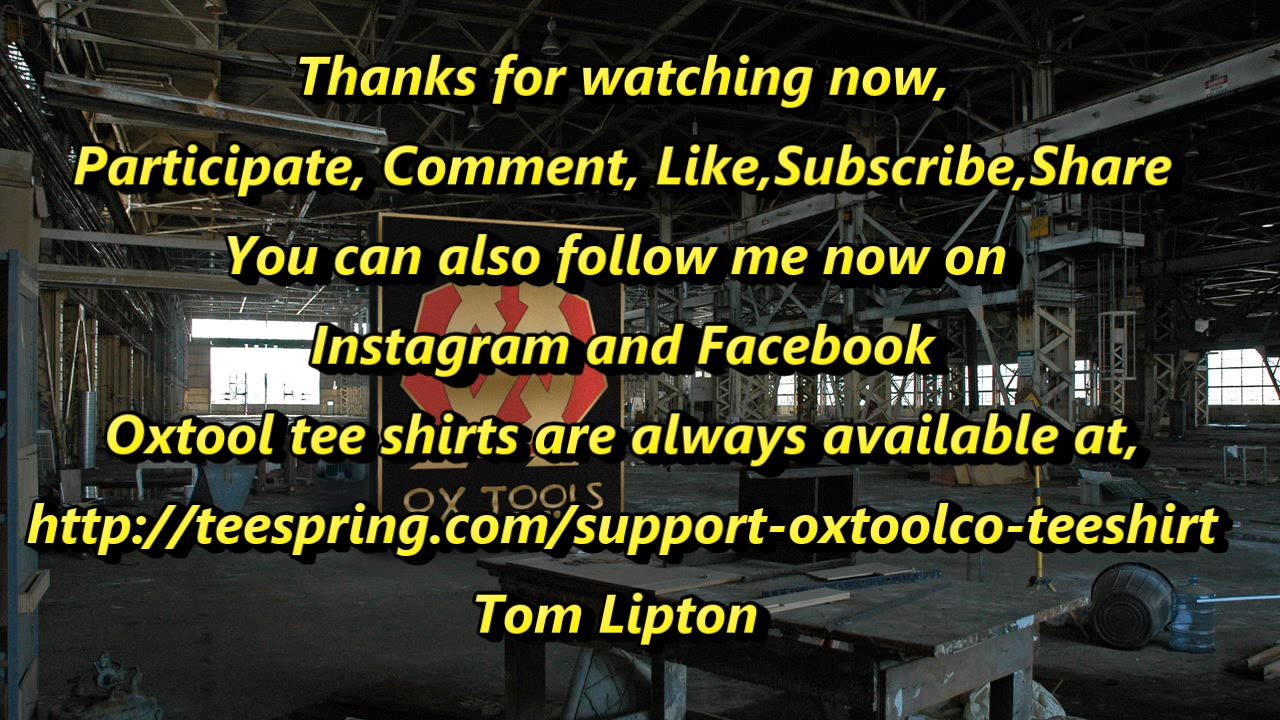 Thanks for watching now,
Participate, Comment, Like,Subscribe,Share
You can also follow me now on
Instagram and Facebook
Oxtool tee shirts are always available at,
OX TOOLS
http://teespring.com/support-oxtoolco-teeshirt
Tom Lipton